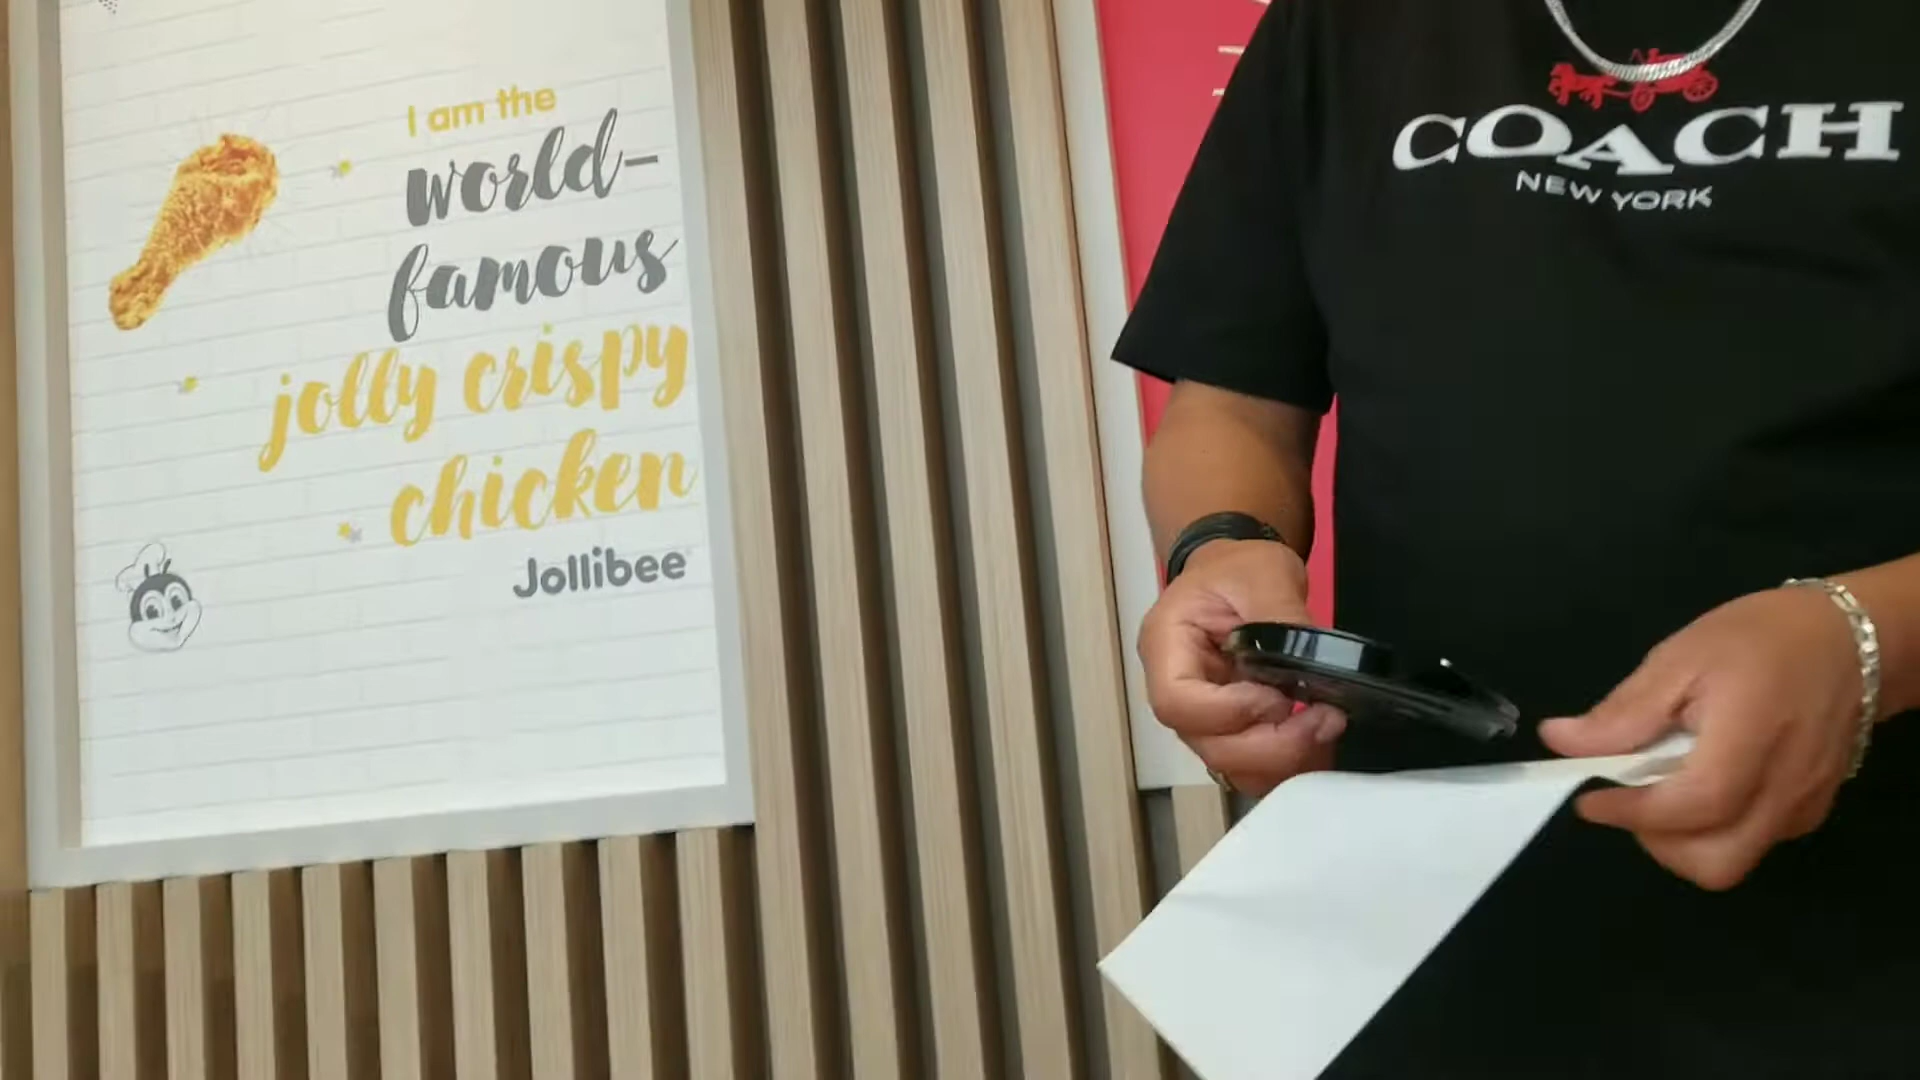 I am the
world-
famous
jolly crispy
chicken
Jollibee
COACH
NEW YORK